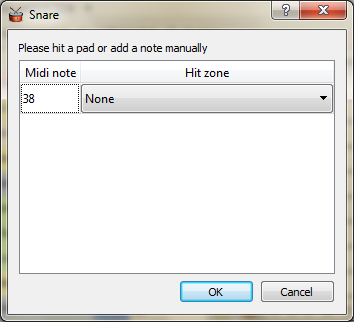 Snare
Please hit a pad or add a note manually
Midi note Hit zone
38 None
OK Cancel